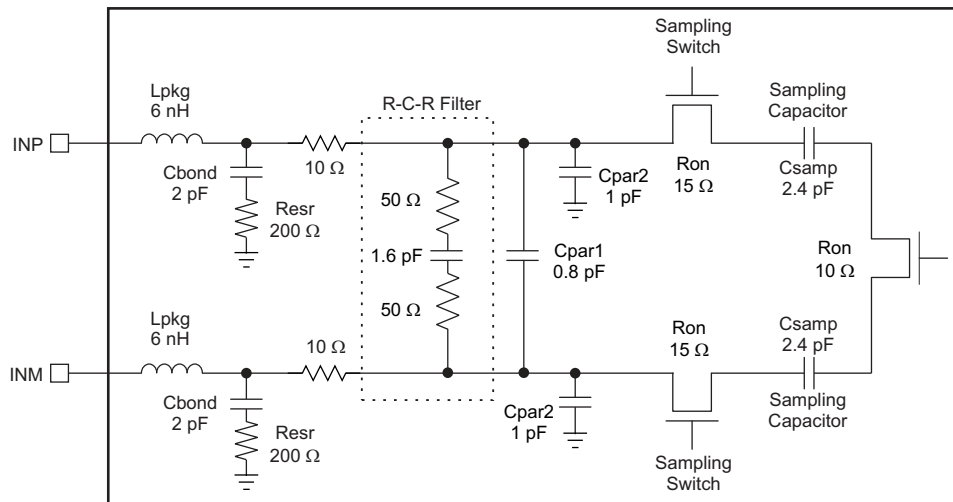 Sampling
Switch
Lpkg
6 nH
R-C-R Filter
Sampling
Capacitor
INP
10 Ω
Cbond
2 pF
Resr
200 Ω
50 Ω
1.6 pF
50 Ω
Cpar2
1 pF
Cpar1
0.8 pF
Ron
15 Ω
Csamp
2.4 pF
Ron
10 Ω
Lpkg
6 nH
10 Ω
Ron
15 Ω
Csamp
2.4 pF
INM
Cbond
2 pF
Resr
200 Ω
Cpar2
1 pF
Sampling
Capacitor
Sampling
Switch